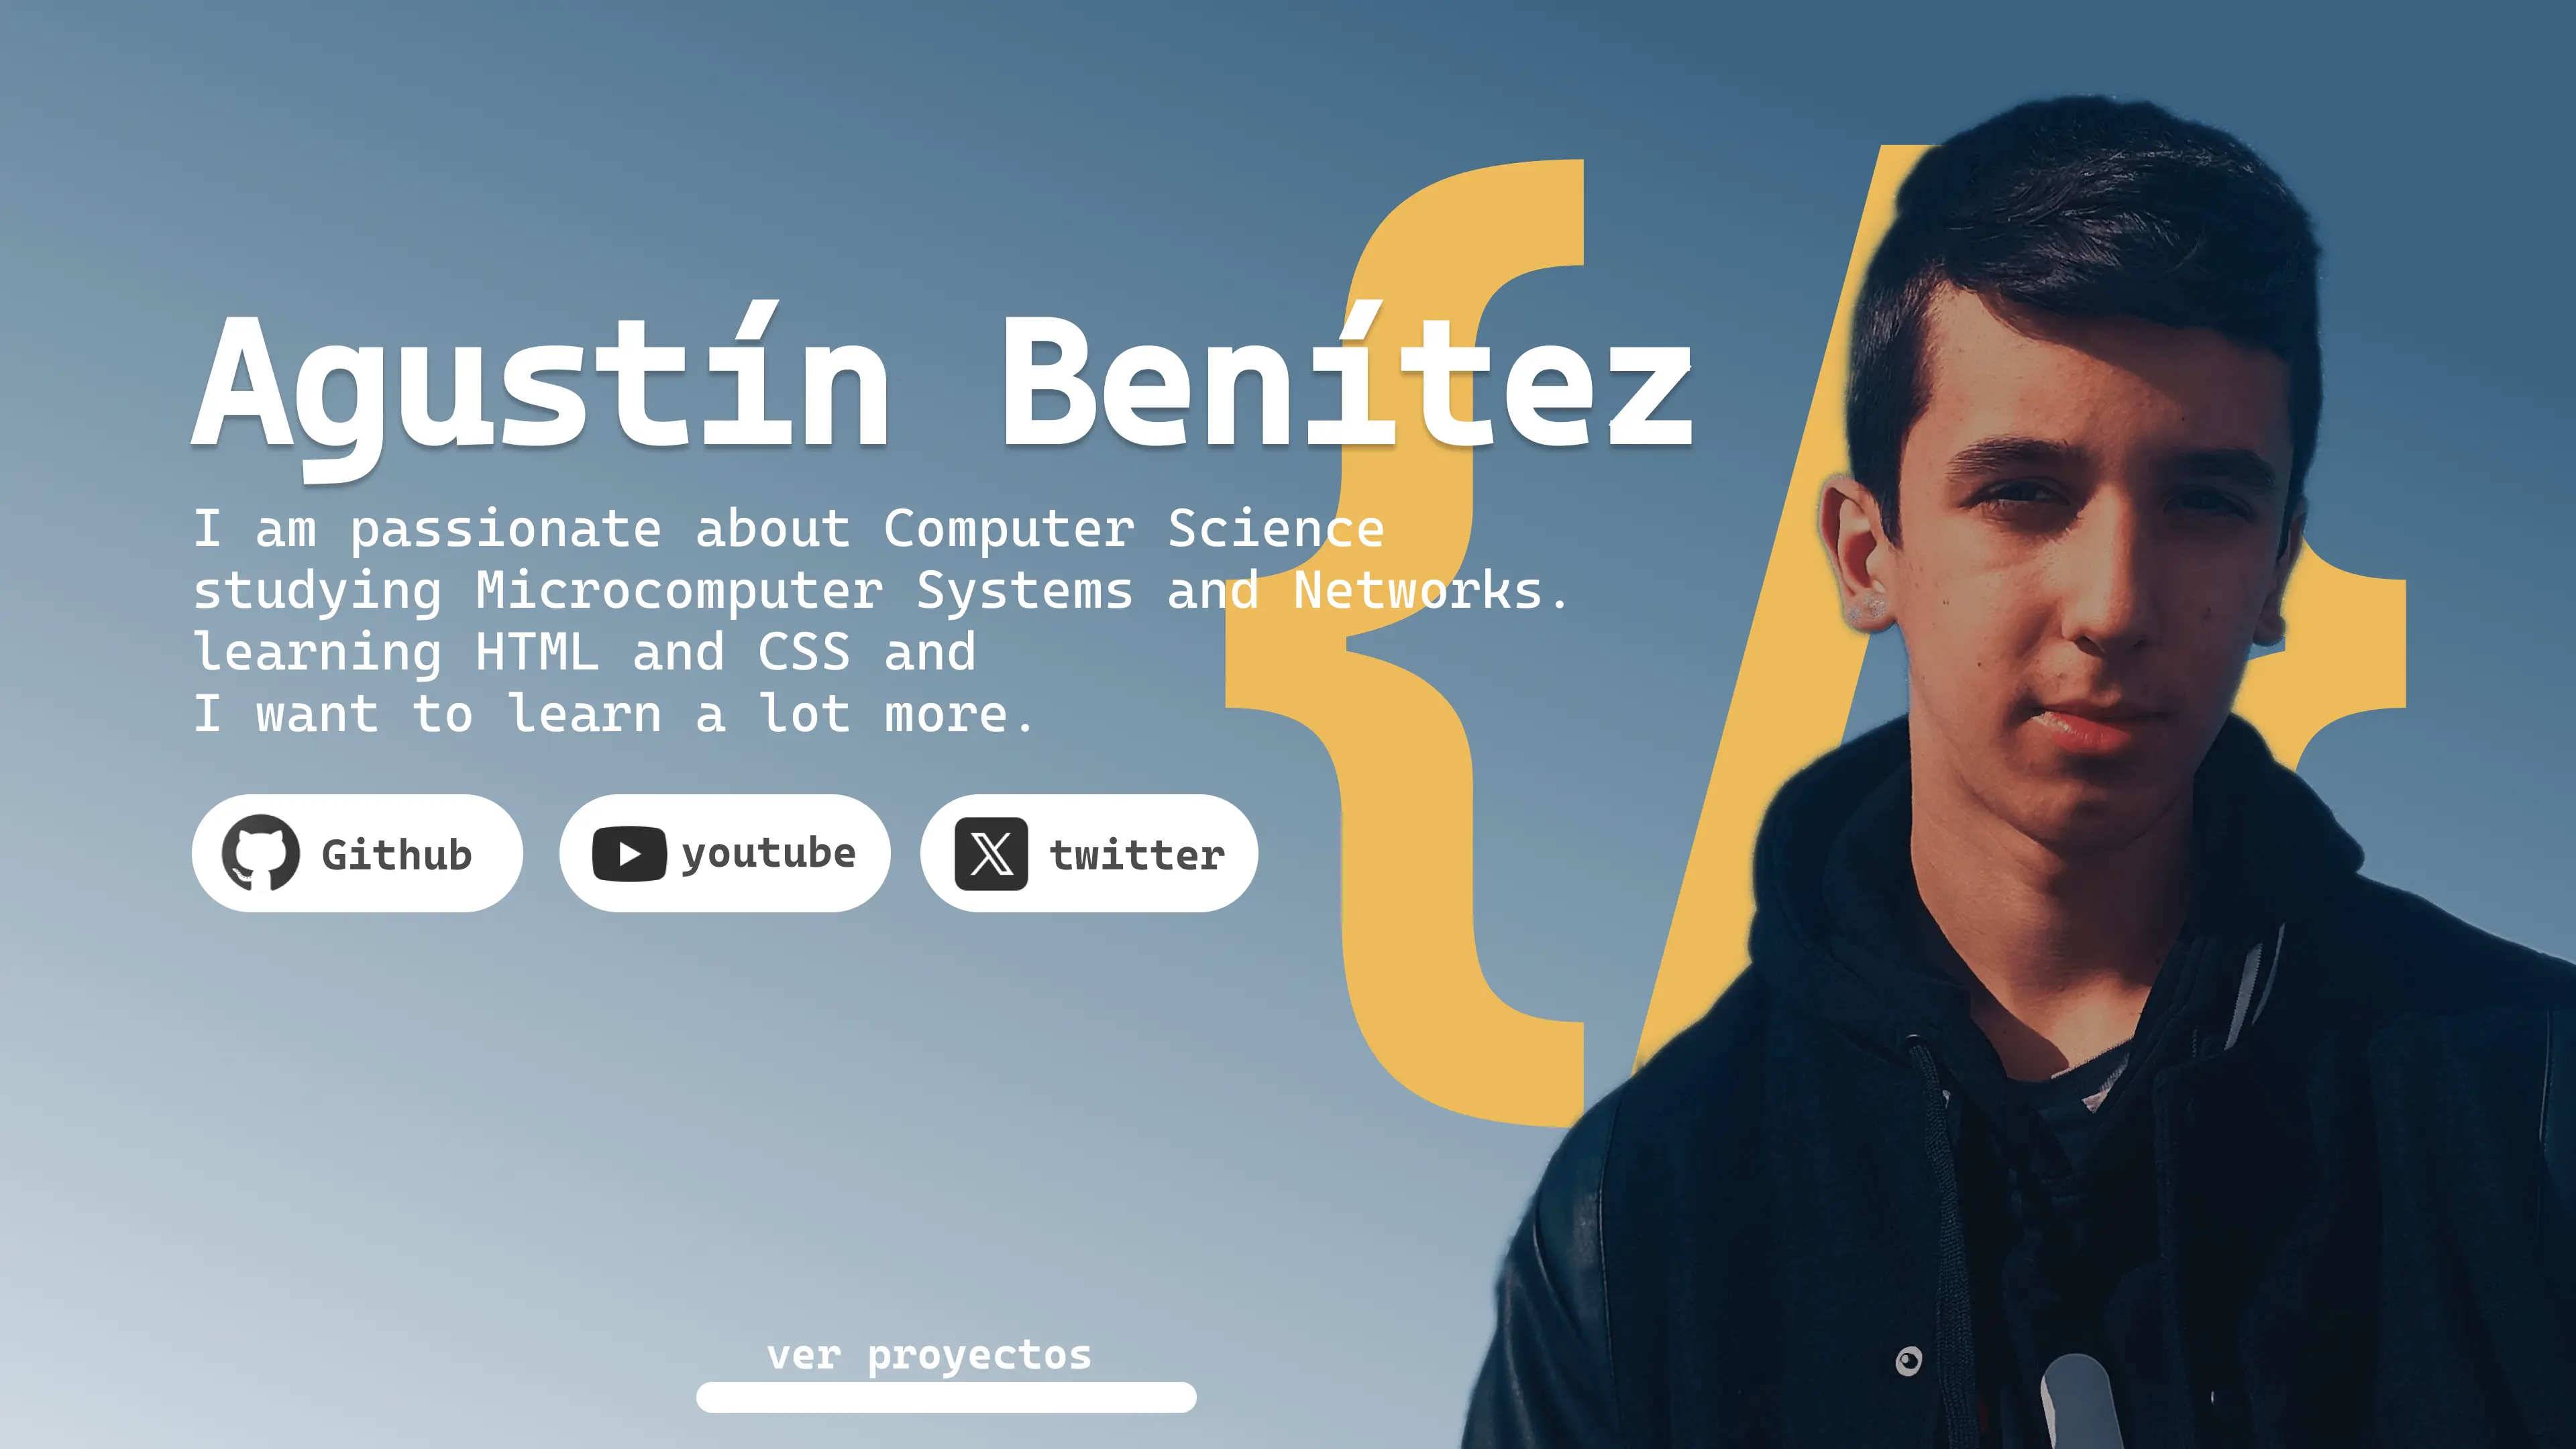 Agustín Benítez
I am passionate about Computer Science
studying Microcomputer Systems and Networks.
learning HTML and CSS and
I want to learn a lot more.
Github
youtube
twitter
ver proyectos